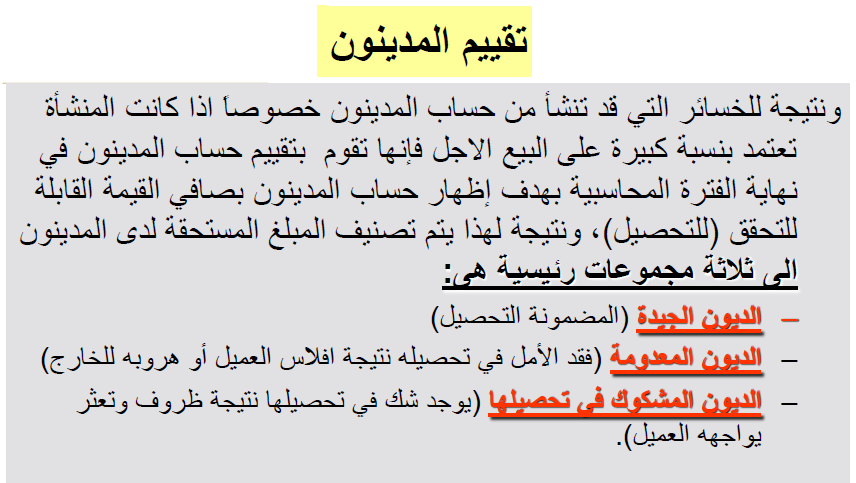 تقييم المدينون
ونتيجة للخسائر التي قد تنشأ من حساب المدينون خصوصاً اذا كانت المنشأة
تعتمد بنسبة كبيرة على البيع الاجل فإنها تقوم بتقييم حساب المدينون في
نهاية الفترة المحاسبية بهدف إظهار حساب المدينون بصافي القيمة القابلة
للتحقق (للتحصيل)، ونتيجة لهذا يتم تصنيف المبلغ المستحقة لدى المدينون
الى ثلاثة مجموعات رئيسية هى:
– الديون الجيدة (المضمونة التحصيل)
– الديون المعدومة (فقد الأمل في تحصيله نتيجة افلاس العميل أو هروبه للخارج)
– الديون المشكوك فى تحصيلها (يوجد شك في تحصيلها نتيجة ظروف وتعثر
يواجهه العميل).